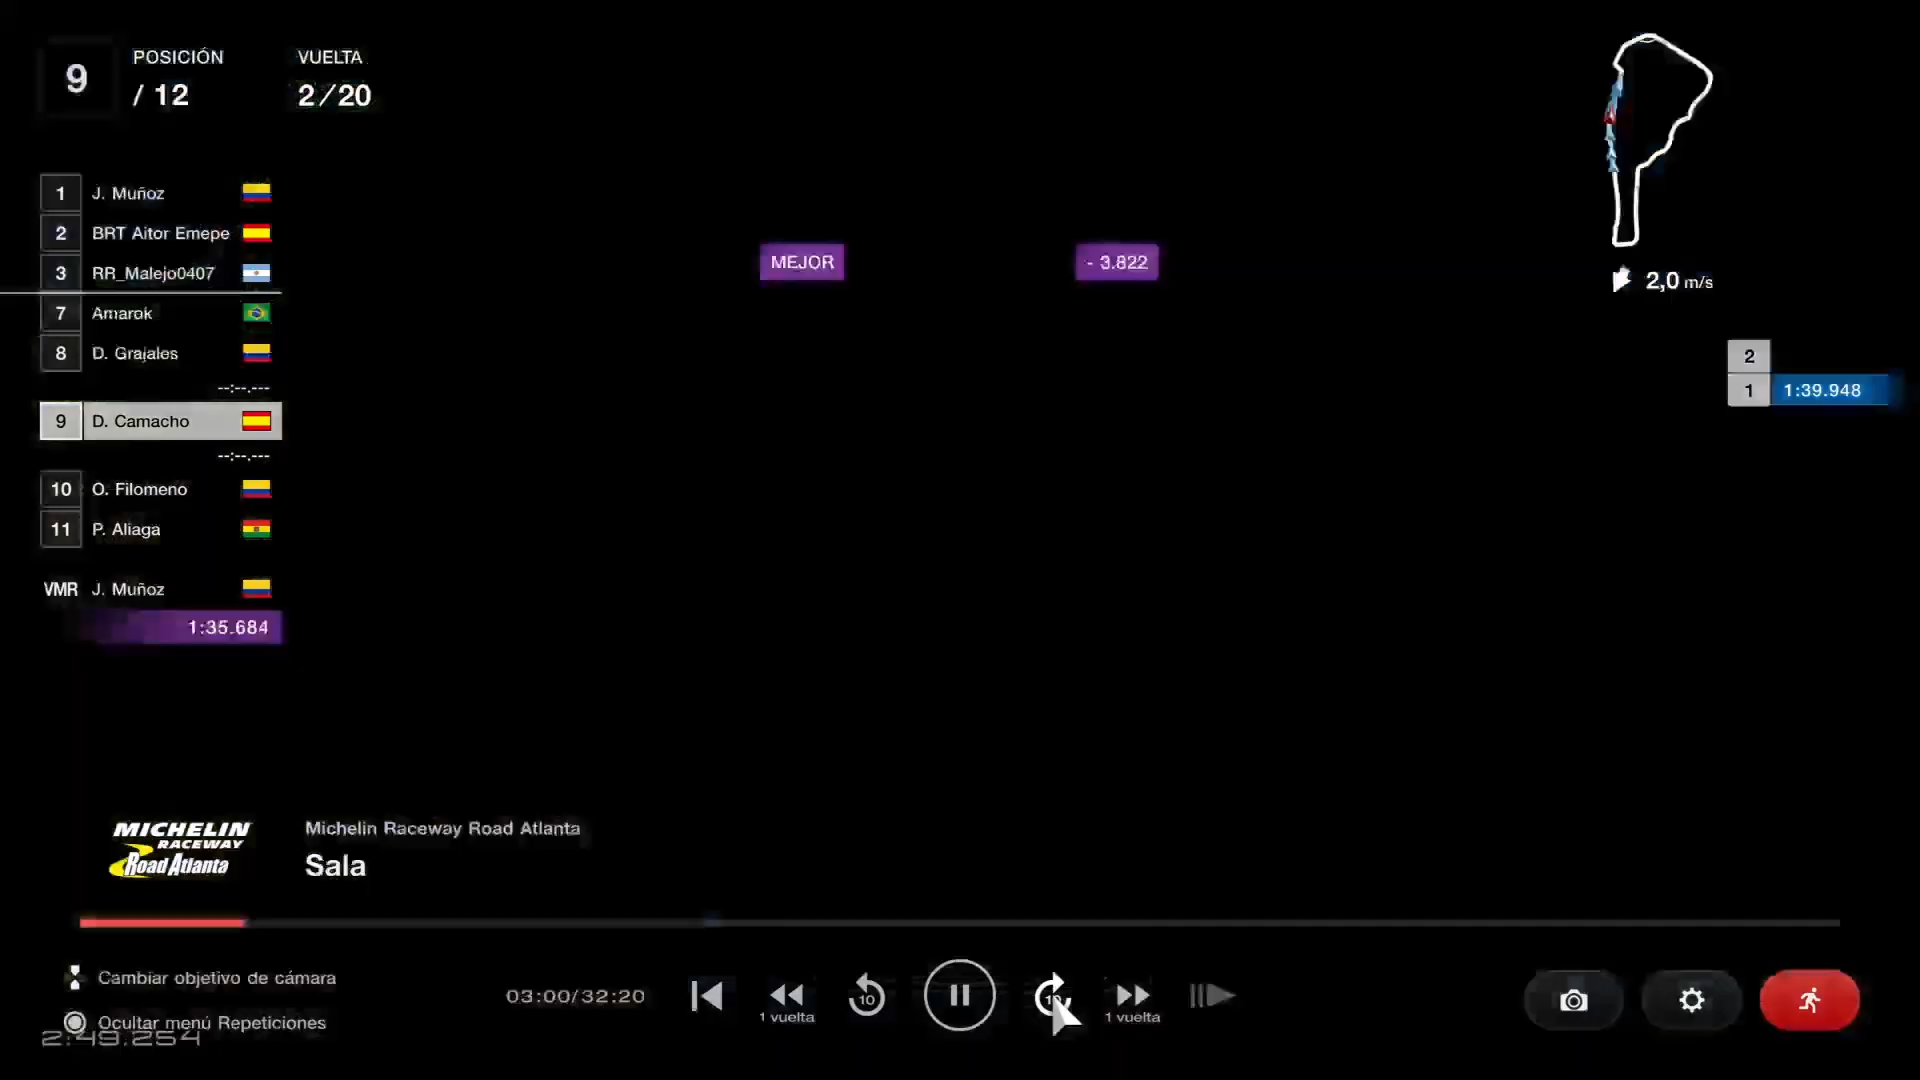 9
POSICIÓN
/ 12
VUELTA
2/20
1 J. Muñoz
2 BRT Aitor Emepe
3 RR_Malejo0407
7 Amarok
8 D. Grajales
--:--.---
9 D. Camacho
--:--.---
10 O. Filomeno
11 P. Aliaga
VMR J. Muñoz
1:35.684
MEJOR
- 3.822
2,0 m/s
2
1 1:39.948
MICHELIN
RACEWAY
Road Atlanta
Michelin Raceway Road Atlanta
Sala
Cambiar objetivo de cámara
Ocultar menú Repeticiones
2:49.254
03:00/32:20
1 vuelta
10
10
1 vuelta